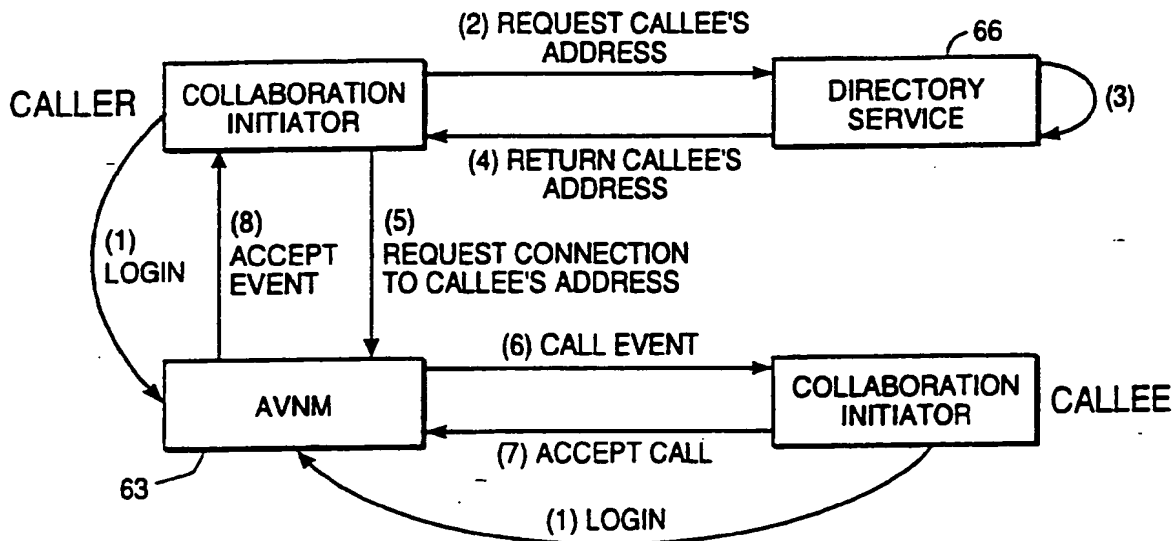 (2) REQUEST CALLEE'S
ADDRESS
66
CALLER
COLLABORATION
INITIATOR
DIRECTORY
SERVICE
(3)
(4) RETURN CALLEE'S
ADDRESS
(1)
LOGIN
(8)
ACCEPT
EVENT
(5)
REQUEST CONNECTION
TO CALLEE'S ADDRESS
(6) CALL EVENT
AVNM
COLLABORATION
INITIATOR
CALLEE
(7) ACCEPT CALL
63
(1) LOGIN